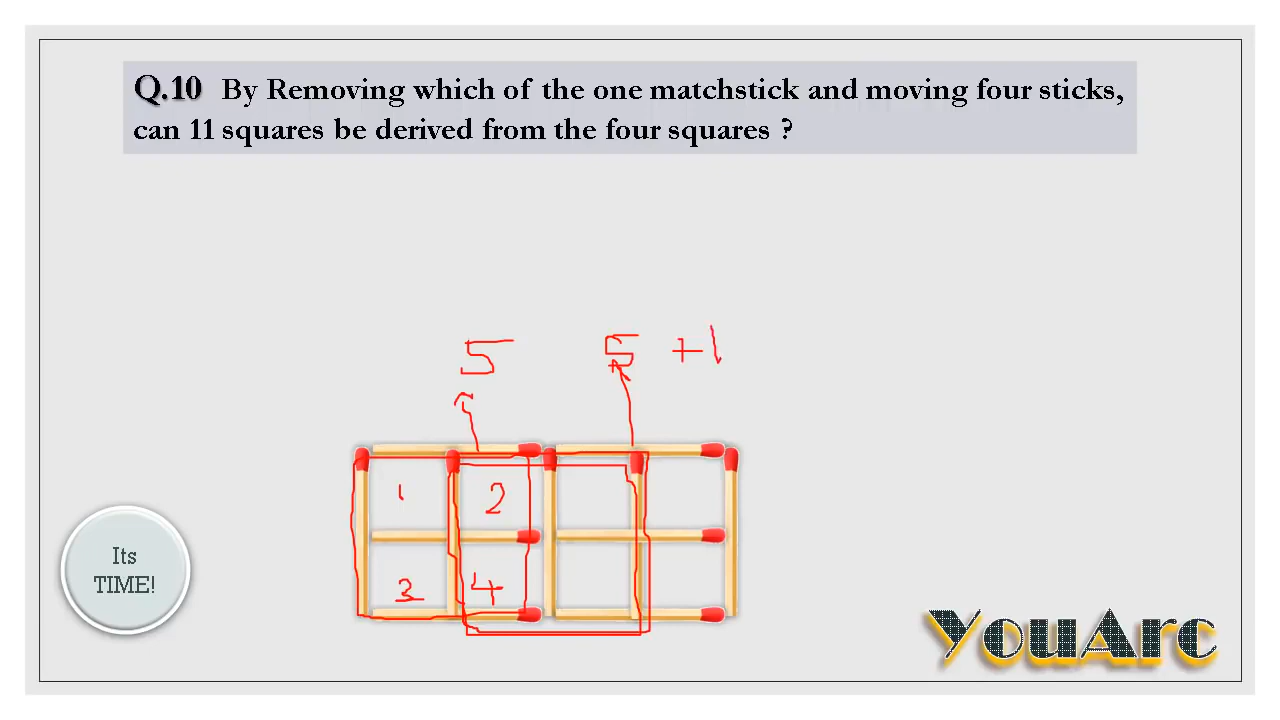 Q.10 By Removing which of the one matchstick and moving four sticks,
can 11 squares be derived from the four squares ?
5 5 +1
1 2
3 4
Its
TIME!
YouArc